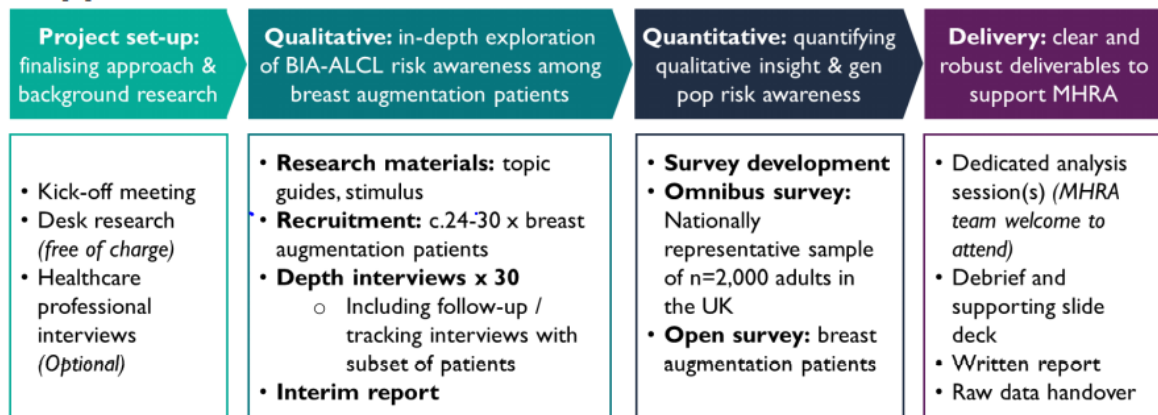 Project set-up:
finalising approach &
background research
Qualitative: in-depth exploration
of BIA-ALCL risk awareness among
breast augmentation patients
Quantitative: quantifying
qualitative insight & gen
pop risk awareness
Delivery: clear and
robust deliverables to
support MHRA
• Kick-off meeting
• Desk research
(free of charge)
• Healthcare
professional
interviews
(Optional)
• Research materials: topic
guides, stimulus
• Recruitment: c.24-30 x breast
augmentation patients
• Depth interviews x 30
o Including follow-up /
tracking interviews with
subset of patients
• Interim report
• Survey development
• Omnibus survey:
Nationally
representative sample
of n=2,000 adults in
the UK
• Open survey: breast
augmentation patients
• Dedicated analysis
session(s) (MHRA
team welcome to
attend)
• Debrief and
supporting slide
deck
• Written report
• Raw data handover